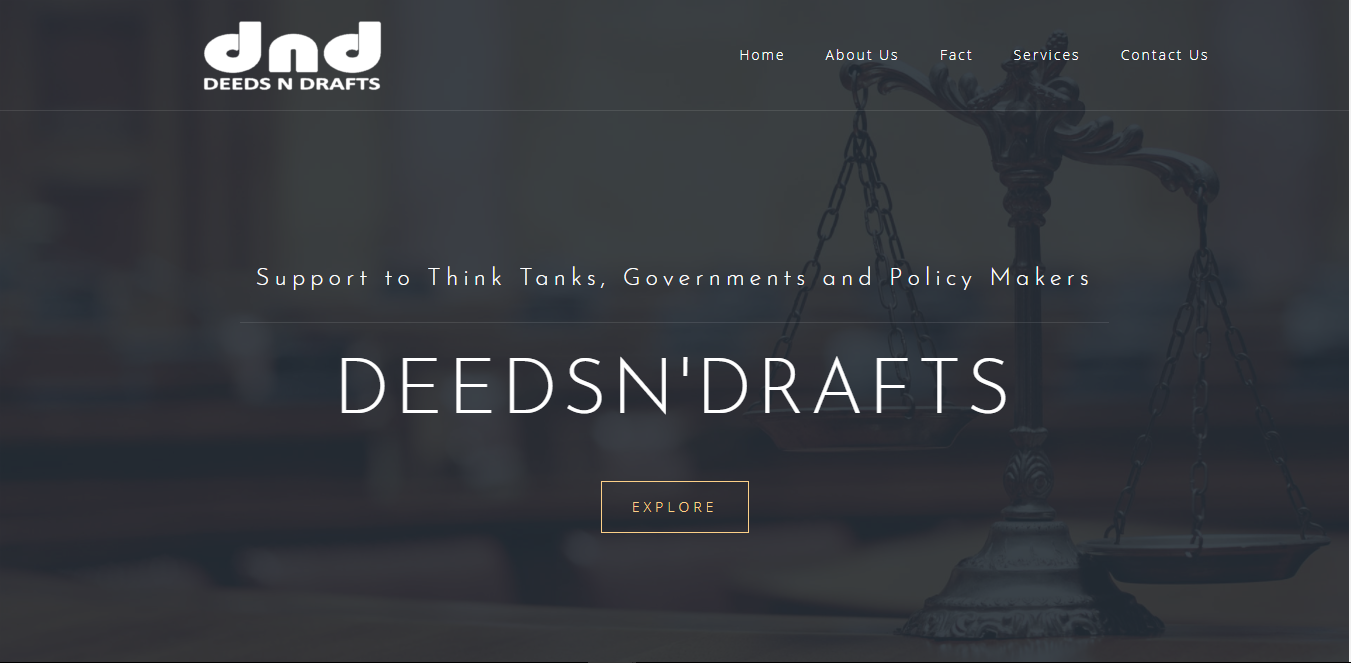 dnd
DEEDS N DRAFTS
Home About Us Fact Services Contact Us
Support to Think Tanks, Governments and Policy Makers
DEEDSN'DRAFTS
EXPLORE